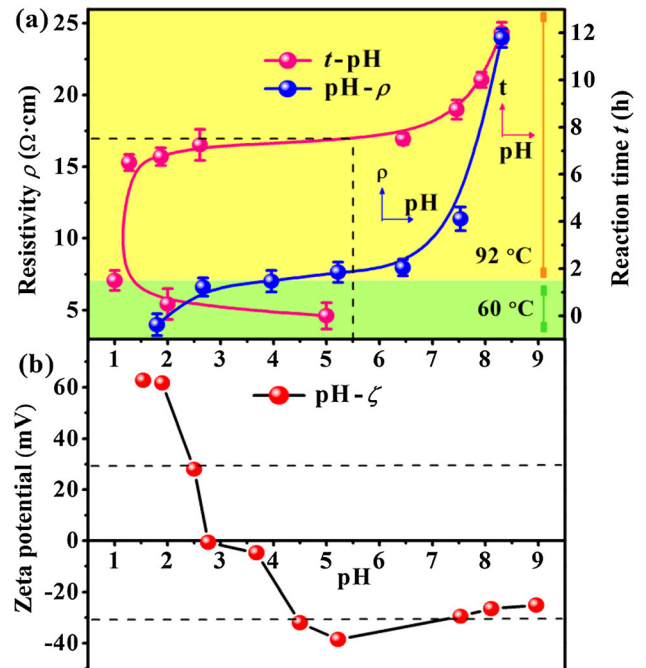 (a)
25
20
15
10
5
Resistivity ρ (Ω·cm)
t-pH
pH-ρ
t
pH
ρ
pH
92 °C
60 °C
12
10
8
6
4
2
0
Reaction time t (h)
1 2 3 4 5 6 7 8 9
(b)
60
40
20
0
-20
-40
Zeta potential (mV)
pH-ζ
1 2 3 4 5 6 7 8 9
pH